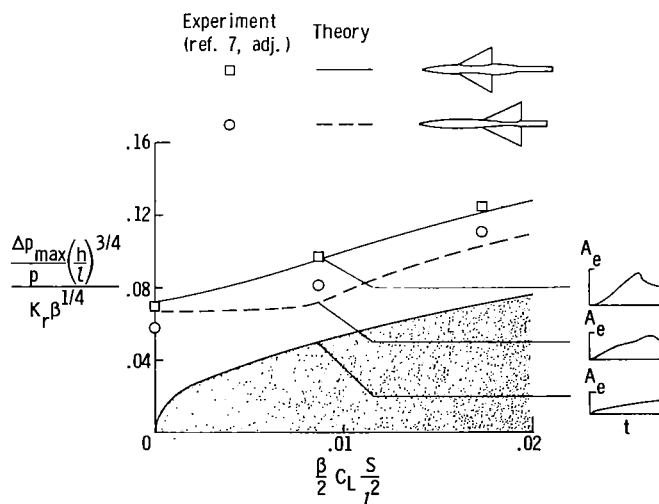 Experiment
(ref. 7, adj.)
Theory
.16
.12
.08
.04
0
.01
.02
Δp_max/p (h/l)^3/4
K_r β^1/4
β/2 C_L S/l^2
A_e
A_e
A_e
t